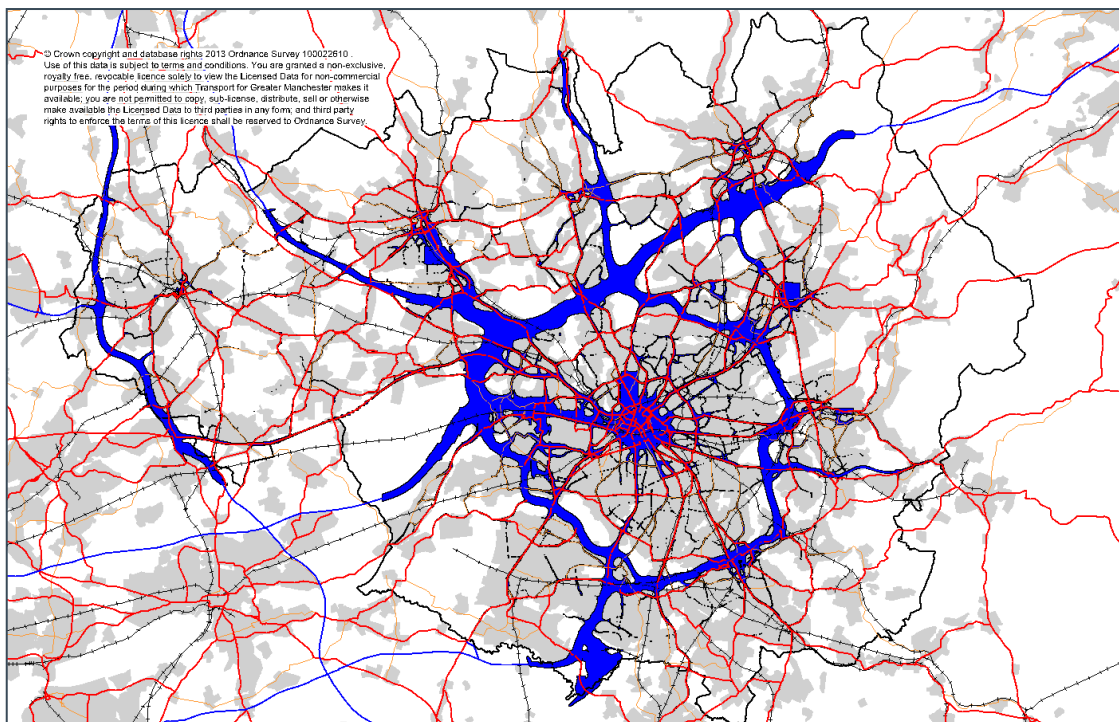 © Crown copyright and database rights 2013 Ordnance Survey 100022610 .
Use of this data is subject to terms and conditions. You are granted a non-exclusive,
royalty free, revocable licence solely to view the Licensed Data for non-commercial
purposes for the period during which Transport for Greater Manchester makes it
available; you are not permitted to copy, sub-license, distribute, sell or otherwise
make available the Licensed Data to third parties in any form; and third party
rights to enforce the terms of this licence shall be reserved to Ordnance Survey.